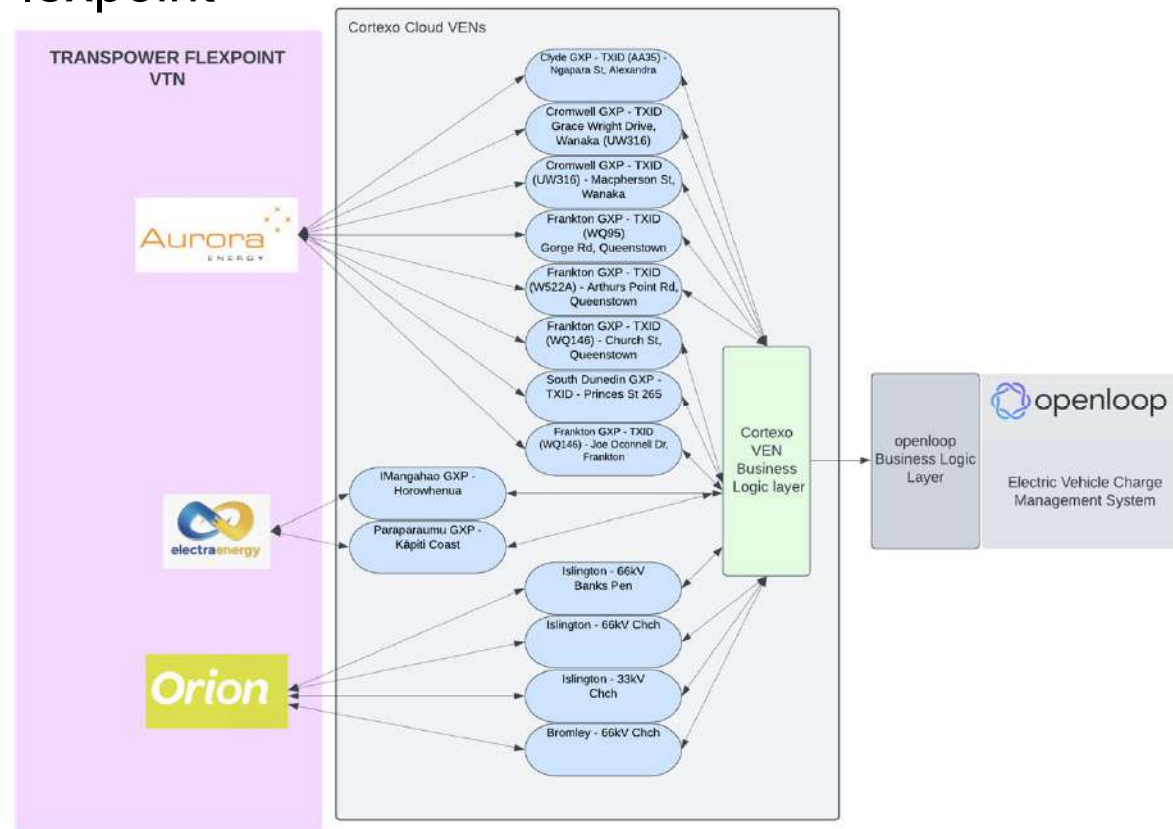 lexpoint
Cortexo Cloud VENs
TRANSPOWER FLEXPOINT
VTN
Clyde GXP - TXID (AA35) -
Ngapara St, Alexandra
Cromwell GXP - TXID
Grace Wright Drive,
Wanaka (UW316)
Cromwell GXP - TXID
(UW316) - Macpherson St,
Wanaka
Aurora
ENERGY
Frankton GXP - TXID
(WQ95)
Gorge Rd, Queenstown
Frankton GXP - TXID
(W522A) - Arthurs Point Rd,
Queenstown
Frankton GXP - TXID
(WQ146) - Church St,
Queenstown
South Dunedin GXP -
TXID - Princes St 265
Frankton GXP - TXID
(WQ146) - Joe Oconnell Dr,
Frankton
Cortexo
VEN
Business
Logic layer
openloop
Business Logic
Layer
openloop
Electric Vehicle Charge
Management System
electraenergy
IMangahao GXP -
Horowhenua
Paraparaumu GXP -
Kāpiti Coast
Orion
Islington - 66kV
Banks Pen
Islington - 66kV Chch
Islington - 33kV
Chch
Bromley - 66kV Chch